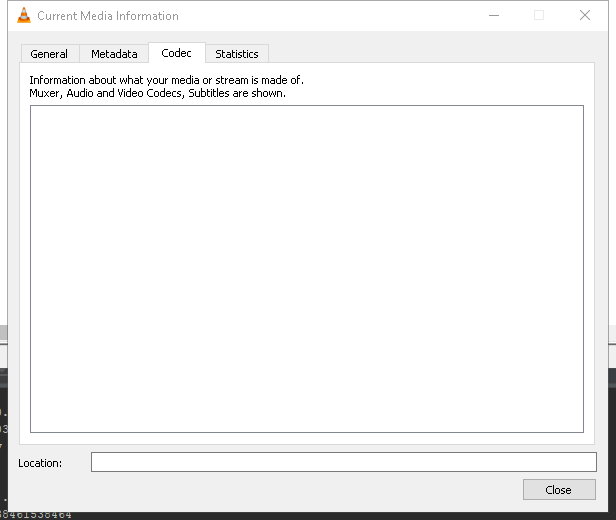 Current Media Information
General Metadata Codec Statistics
Information about what your media or stream is made of.
Muxer, Audio and Video Codecs, Subtitles are shown.
Location:
Close
38461538464